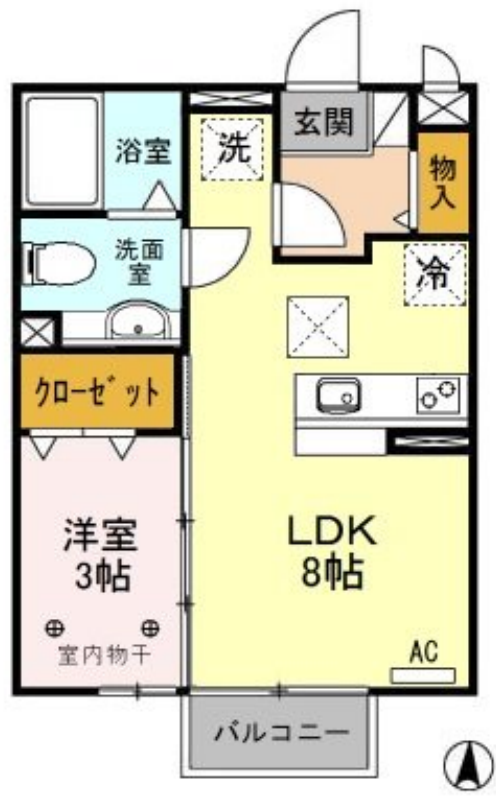 玄関
浴室
洗
物
入
洗面
室
冷
クローゼット
洋室
3帖
LDK
8帖
室内物干
AC
バルコニー